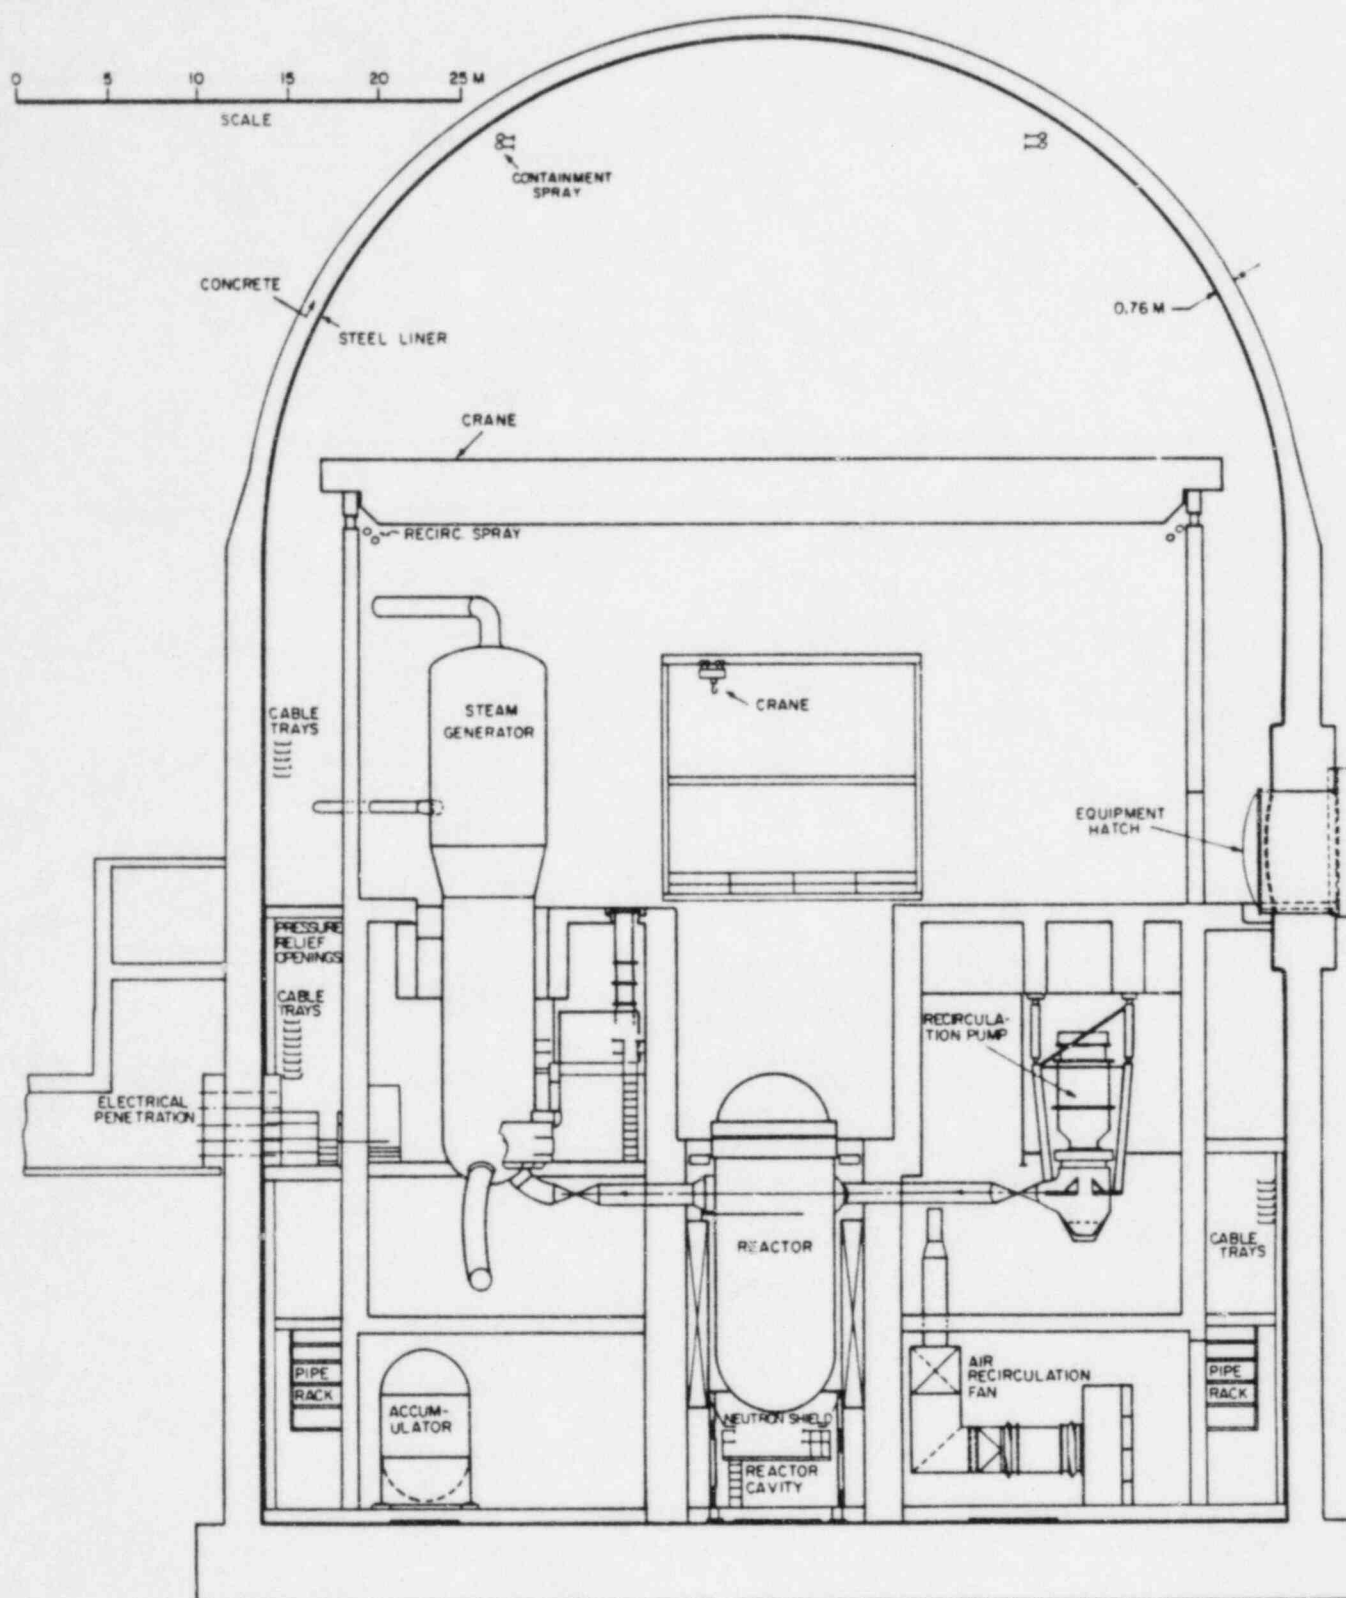 0 5 10 15 20 25 M
SCALE
CONTAINMENT
SPRAY
CONCRETE
STEEL LINER
0.76 M
CRANE
RECIRC. SPRAY
CABLE
TRAYS
STEAM
GENERATOR
CRANE
EQUIPMENT
HATCH
PRESSURE
RELIEF
OPENINGS
CABLE
TRAYS
RECIRCULA-
TION PUMP
ELECTRICAL
PENETRATION
REACTOR
CABLE
TRAYS
PIPE
RACK
ACCUM-
ULATOR
NEUTRON SHIELD
REACTOR
CAVITY
AIR
RECIRCULATION
FAN
PIPE
RACK